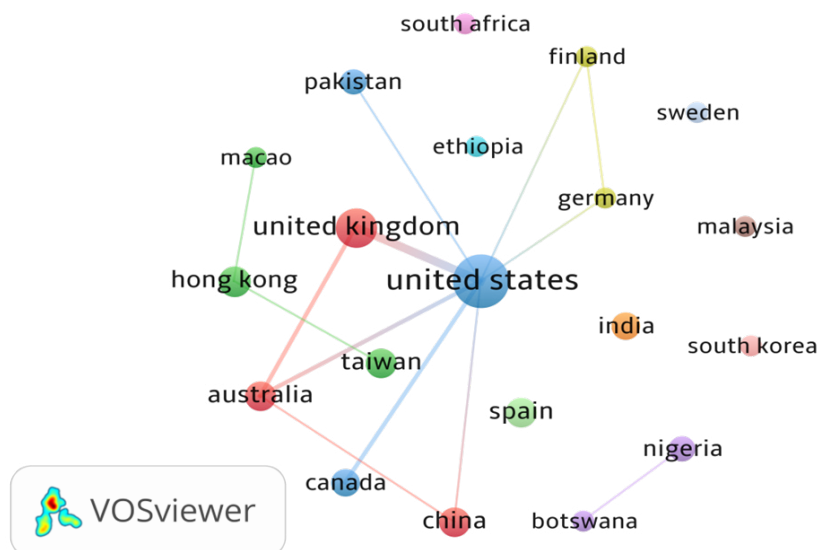 south africa
finland
pakistan
sweden
ethiopia
macao
germany
united kingdom
malaysia
hong kong
united states
india
south korea
taiwan
australia
spain
nigeria
canada
VOSviewer
china
botswana